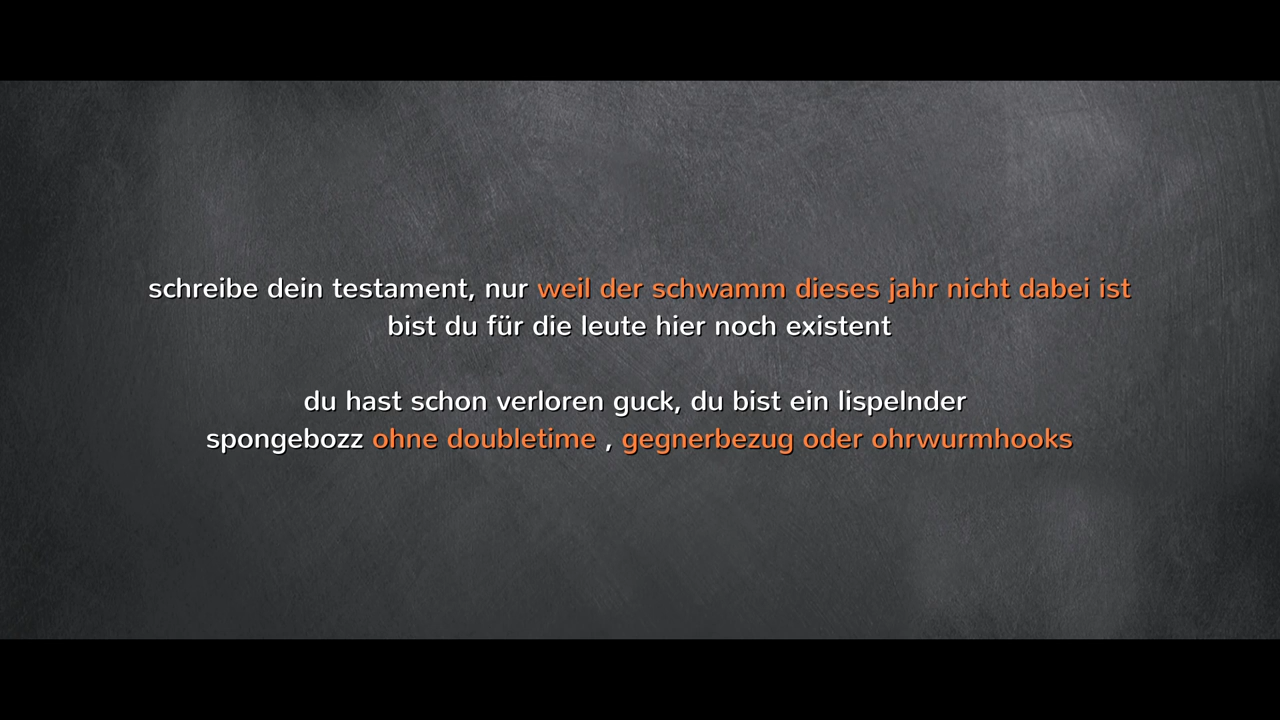 schreibe dein testament, nur weil der schwamm dieses jahr nicht dabei ist
bist du für die leute hier noch existent
du hast schon verloren guck, du bist ein lispelnder
spongebozz ohne doubletime , gegnerbezug oder ohrwurmhooks